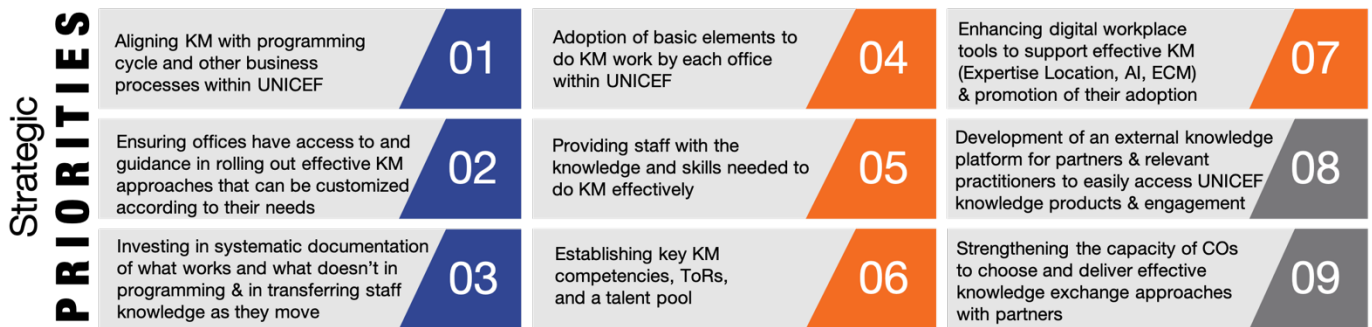 Strategic
PRIORITIES
Aligning KM with programming
cycle and other business
processes within UNICEF
01
Ensuring offices have access to and
guidance in rolling out effective KM
approaches that can be customized
according to their needs
02
Investing in systematic documentation
of what works and what doesn't in
programming & in transferring staff
knowledge as they move
03
Adoption of basic elements to
do KM work by each office
within UNICEF
04
Providing staff with the
knowledge and skills needed to
do KM effectively
05
Establishing key KM
competencies, ToRs,
and a talent pool
06
Enhancing digital workplace
tools to support effective KM
(Expertise Location, AI, ECM)
& promotion of their adoption
07
Development of an external knowledge
platform for partners & relevant
practitioners to easily access UNICEF
knowledge products & engagement
08
Strengthening the capacity of COs
to choose and deliver effective
knowledge exchange approaches
with partners
09